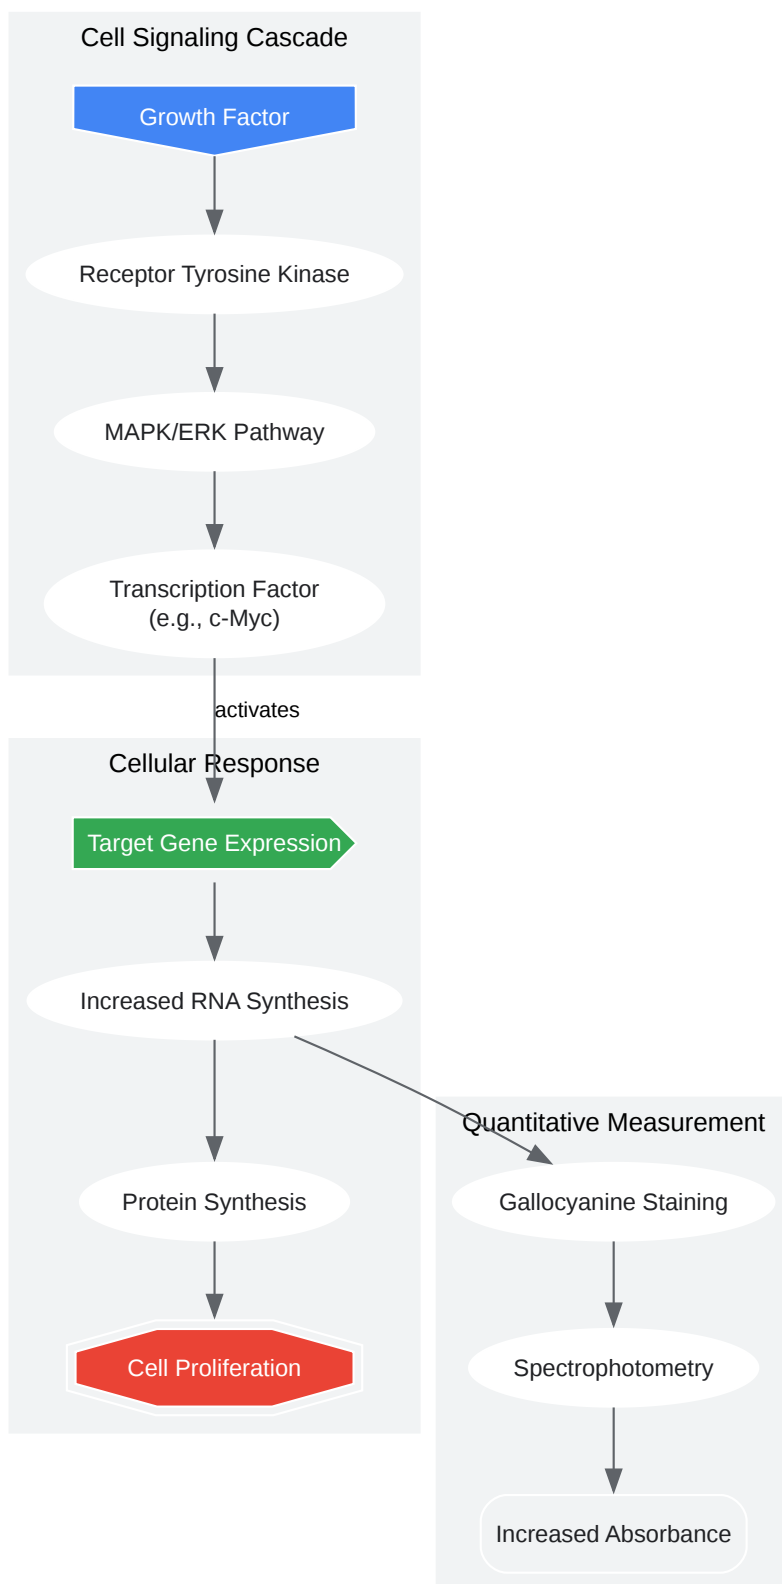 Cell Signaling Cascade
Growth Factor
Receptor Tyrosine Kinase
MAPK/ERK Pathway
Transcription Factor
(e.g., c-Myc)
activates
Cellular Response
Target Gene Expression
Increased RNA Synthesis
Protein Synthesis
Cell Proliferation
Quantitative Measurement
Gallocyanine Staining
Spectrophotometry
Increased Absorbance